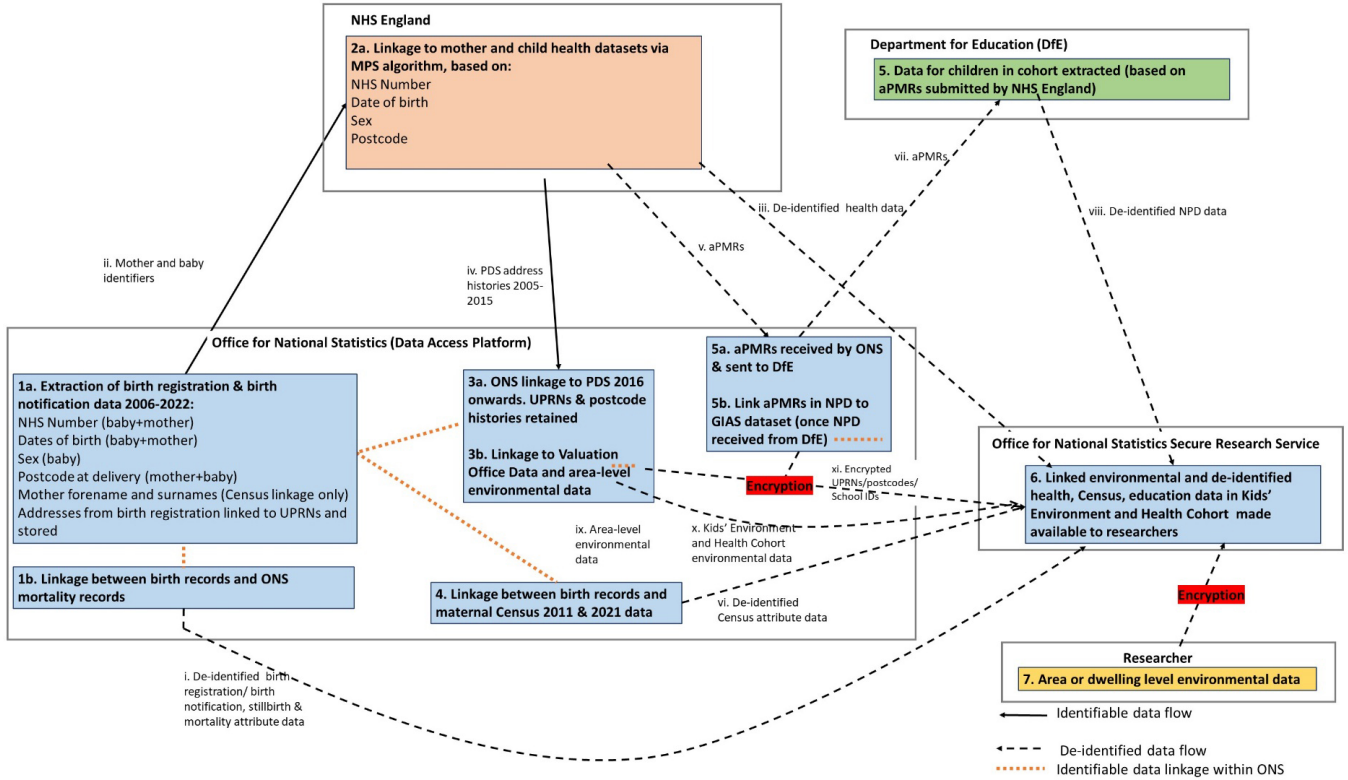 NHS England
2a. Linkage to mother and child health datasets via
MPS algorithm, based on:
NHS Number
Date of birth
Sex
Postcode
Department for Education (DfE)
5. Data for children in cohort extracted (based on
aPMRs submitted by NHS England)
vii. aPMRs
iii. De-identified health data
viii. De-identified NPD data
v. aPMRs
ii. Mother and baby
identifiers
iv. PDS address
histories 2005-
2015
Office for National Statistics (Data Access Platform)
1a. Extraction of birth registration & birth
notification data 2006-2022:
NHS Number (baby+mother)
Dates of birth (baby+mother)
Sex (baby)
Postcode at delivery (mother+baby)
Mother forename and surnames (Census linkage only)
Addresses from birth registration linked to UPRNs and
stored
1b. Linkage between birth records and ONS
mortality records
3a. ONS linkage to PDS 2016
onwards. UPRNs & postcode
histories retained
3b. Linkage to Valuation
Office Data and area-level
environmental data
5a. aPMRs received by ONS
& sent to DfE
5b. Link aPMRs in NPD to
GIAS dataset (once NPD
received from DfE)
Encryption
xi. Encrypted
UPRNs/postcodes/
School IDs
ix. Area-level
environmental
data
x. Kids' Environment
and Health Cohort
environmental data
4. Linkage between birth records and
maternal Census 2011 & 2021 data
vi. De-identified
Census attribute data
Office for National Statistics Secure Research Service
6. Linked environmental and de-identified
health, Census, education data in Kids'
Environment and Health Cohort made
available to researchers
Encryption
i. De-identified birth
registration/ birth
notification, stillbirth &
mortality attribute data
Researcher
7. Area or dwelling level environmental data
Identifiable data flow
De-identified data flow
Identifiable data linkage within ONS